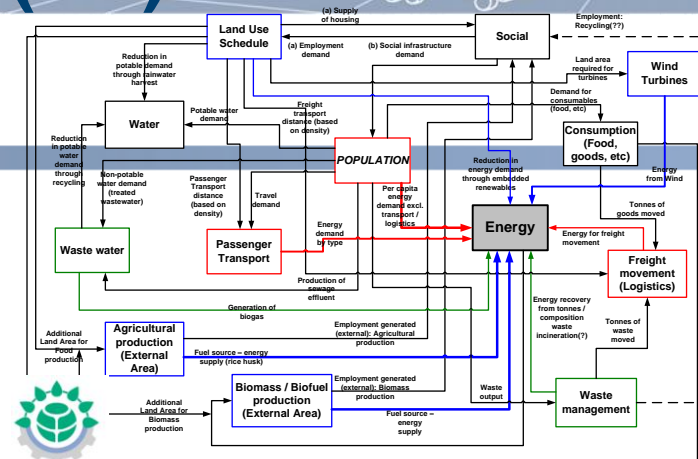 (a) Supply
of housing
Employment:
Recycling(??)
Land Use
Schedule
Social
(a) Employment
demand
(b) Social infrastructure
demand
Reduction in
potable demand
through rainwater
harvest
Land area
required for
turbines
Wind
Turbines
Demand for
consumables
(food, etc)
Water
Potable water
demand
Freight
transport
distance (based
on density)
Consumption
(Food,
goods, etc)
Reduction
in potable
water
demand
through
recycling
POPULATION
Reduction in
energy demand
through embedded
renewables
Energy
from Wind
Non-potable
water demand
(treated
wastewater)
Passenger
Transport
distance
(based on
density)
Travel
demand
Per capita
energy
demand excl.
transport /
logistics
Tonnes of
goods moved
Energy
Waste water
Passenger
Transport
Energy
demand
by type
Energy for freight
movement
Freight
movement
(Logistics)
Production of
sewage
effluent
Generation of
biogas
Energy recovery
from tonnes /
composition
waste
incineration(?)
Tonnes of
waste
moved
Additional
Land Area for
Food
production
Agricultural
production
(External
Area)
Employment generated
(external): Agricultural
production
Fuel source – energy
supply (rice husk)
Additional
Land Area for
Biomass
production
Biomass / Biofuel
production
(External Area)
Employment generated
(external): Biomass
production
Fuel source –
energy
supply
Waste
output
Waste
management